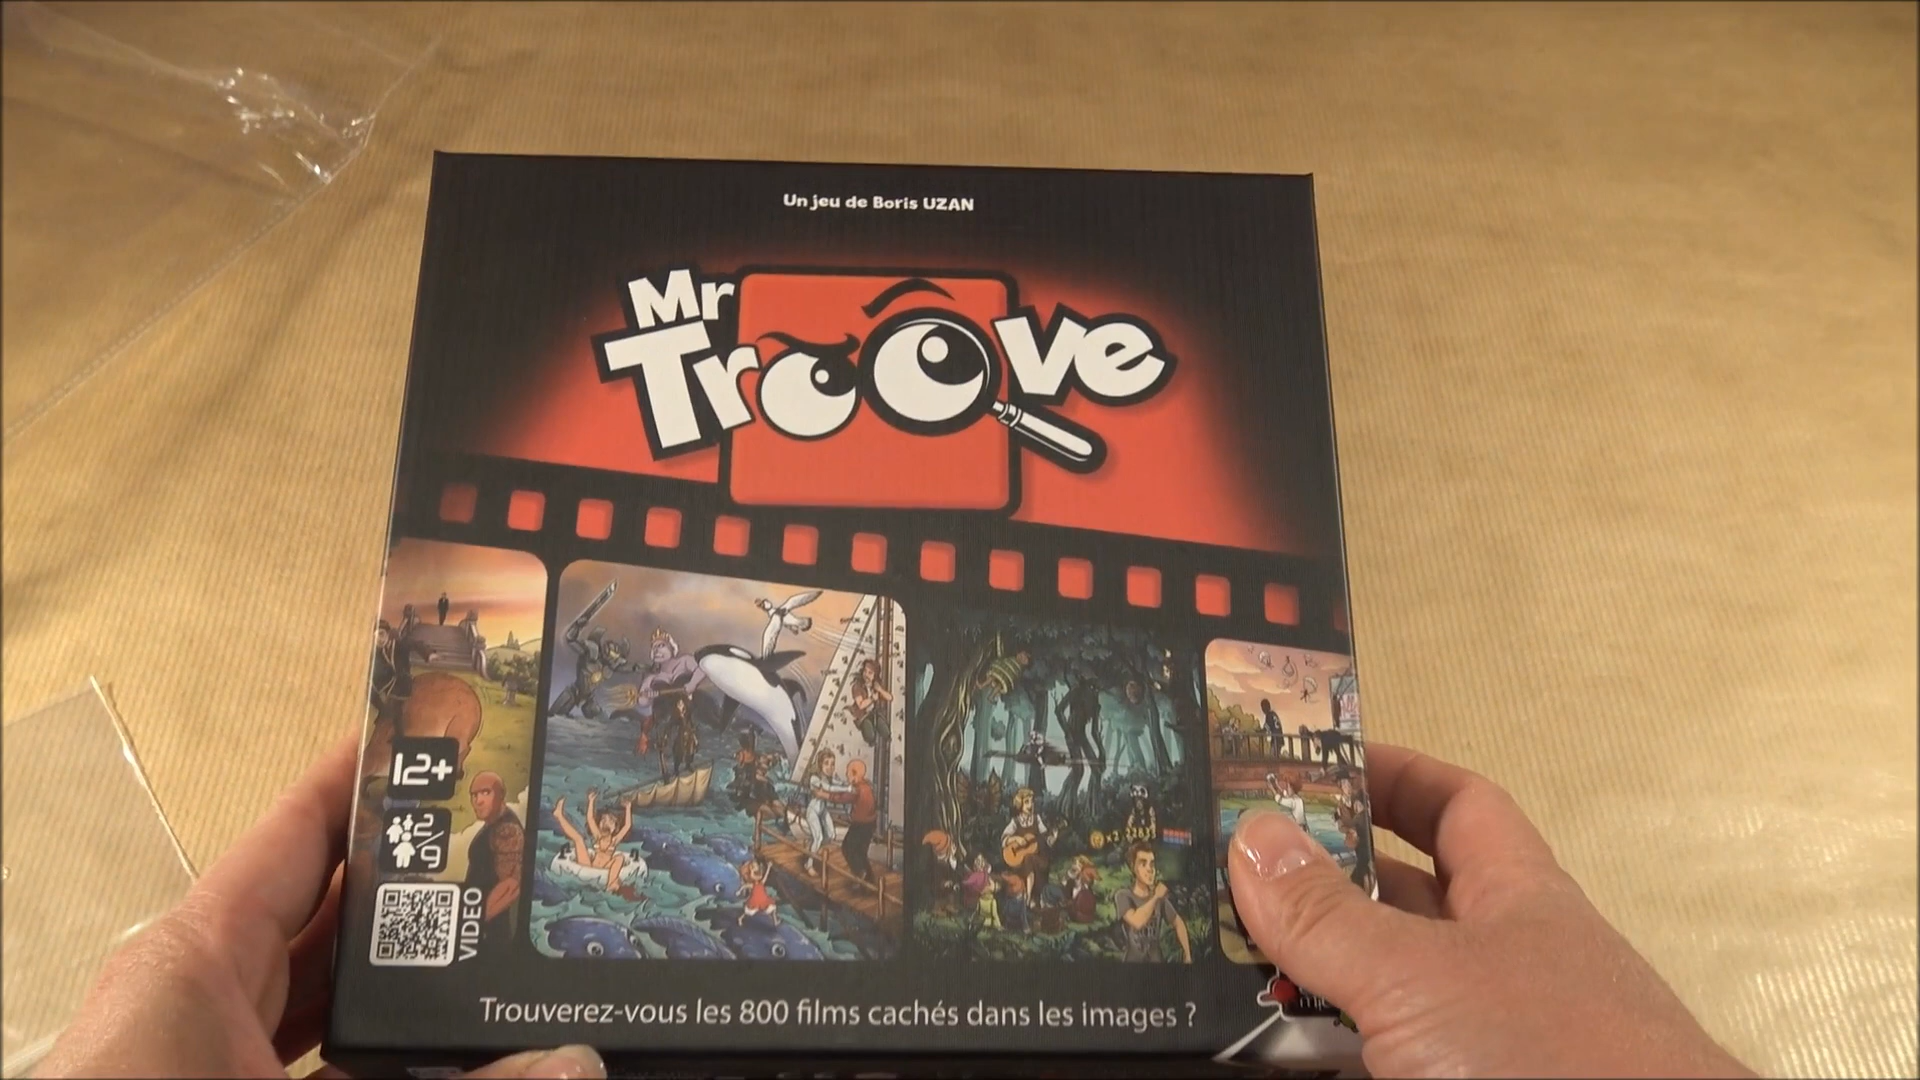 Un jeu de Boris UZAN
Mr
Troove
12+
2/6
VIDEO
Trouverez-vous les 800 films cachés dans les images ?